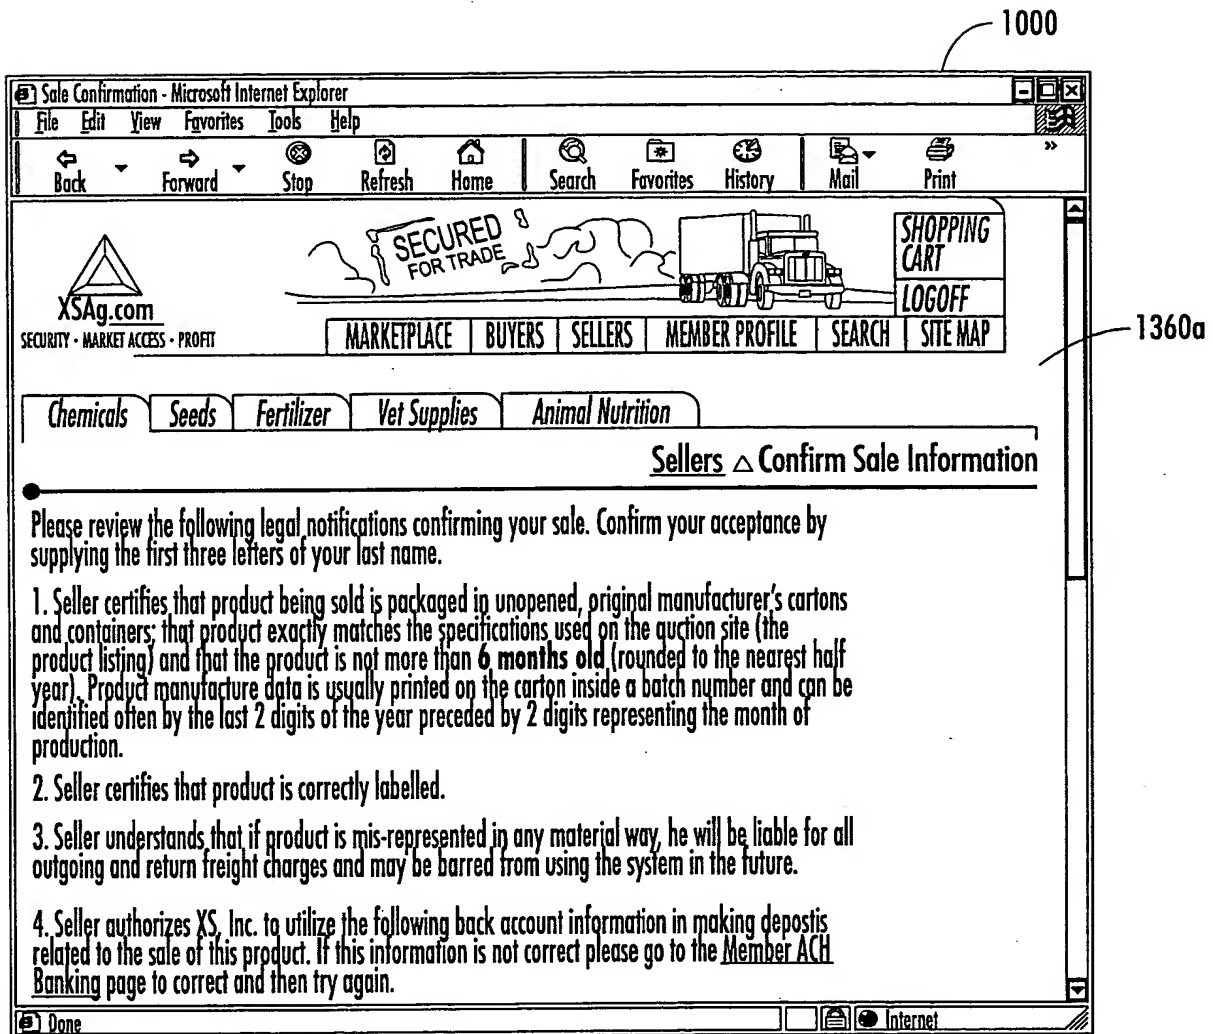 1000
Sale Confirmation - Microsoft Internet Explorer
File Edit View Favorites Tools Help
Back Forward Stop Refresh Home Search Favorites History Mail Print »
SECURED
FOR TRADE
SHOPPING
CART
LOGOFF
XSAg.com
SECURITY · MARKET ACCESS · PROFIT
MARKETPLACE BUYERS SELLERS MEMBER PROFILE SEARCH SITE MAP
1360a
Chemicals Seeds Fertilizer Vet Supplies Animal Nutrition
Sellers △ Confirm Sale Information
Please review the following legal notifications confirming your sale. Confirm your acceptance by
supplying the first three letters of your last name.
1. Seller certifies that product being sold is packaged in unopened, original manufacturer's cartons
and containers; that product exactly matches the specifications used on the auction site (the
product listing) and that the product is not more than 6 months old (rounded to the nearest half
year). Product manufacture data is usually printed on the carton inside a batch number and can be
identified often by the last 2 digits of the year preceded by 2 digits representing the month of
production.
2. Seller certifies that product is correctly labelled.
3. Seller understands that if product is mis-represented in any material way, he will be liable for all
outgoing and return freight charges and may be barred from using the system in the future.
4. Seller authorizes XS, Inc. to utilize the following back account information in making depostis
related to the sale of this product. If this information is not correct please go to the Member ACH
Banking page to correct and then try again.
Done Internet